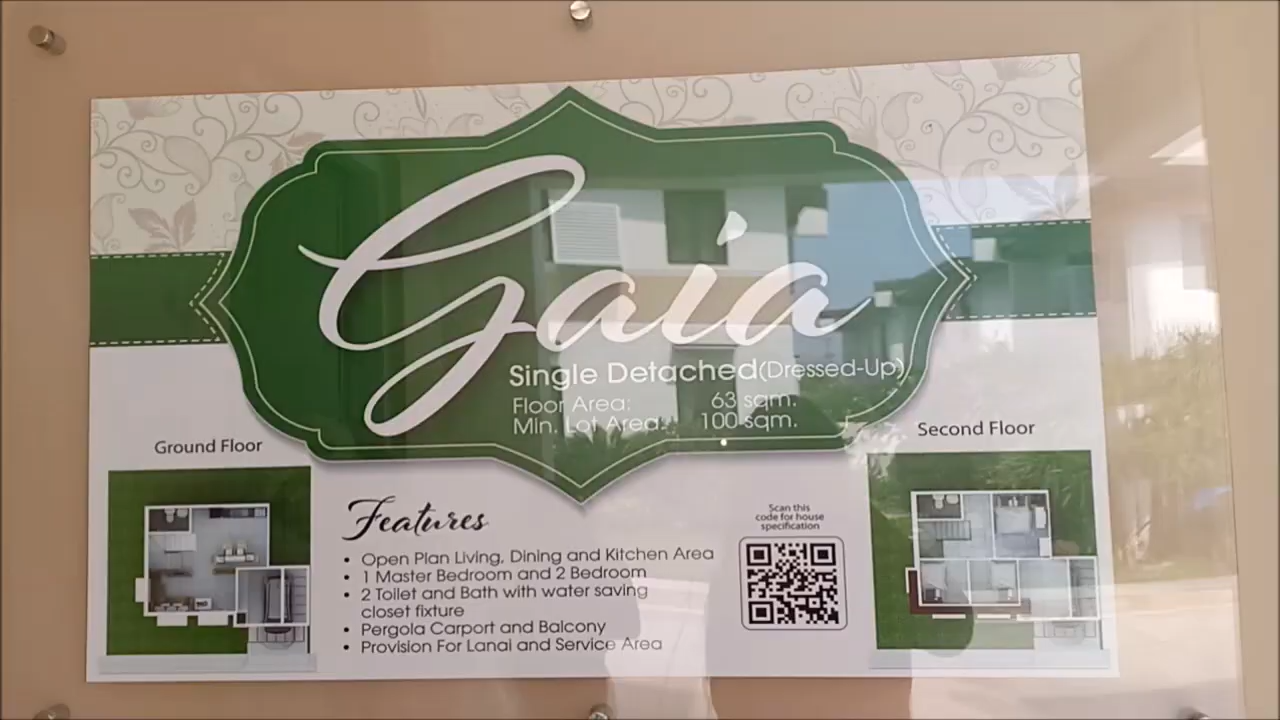 Gaia
Single Detached(Dressed-Up)
Floor Area: 63 sqm.
Min. Lot Area: 100 sqm.
Ground Floor
Second Floor
Features
• Open Plan Living, Dining and Kitchen Area
• 1 Master Bedroom and 2 Bedroom
• 2 Toilet and Bath with water saving
closet fixture
• Pergola Carport and Balcony
• Provision For Lanai and Service Area
Scan this
code for house
specification